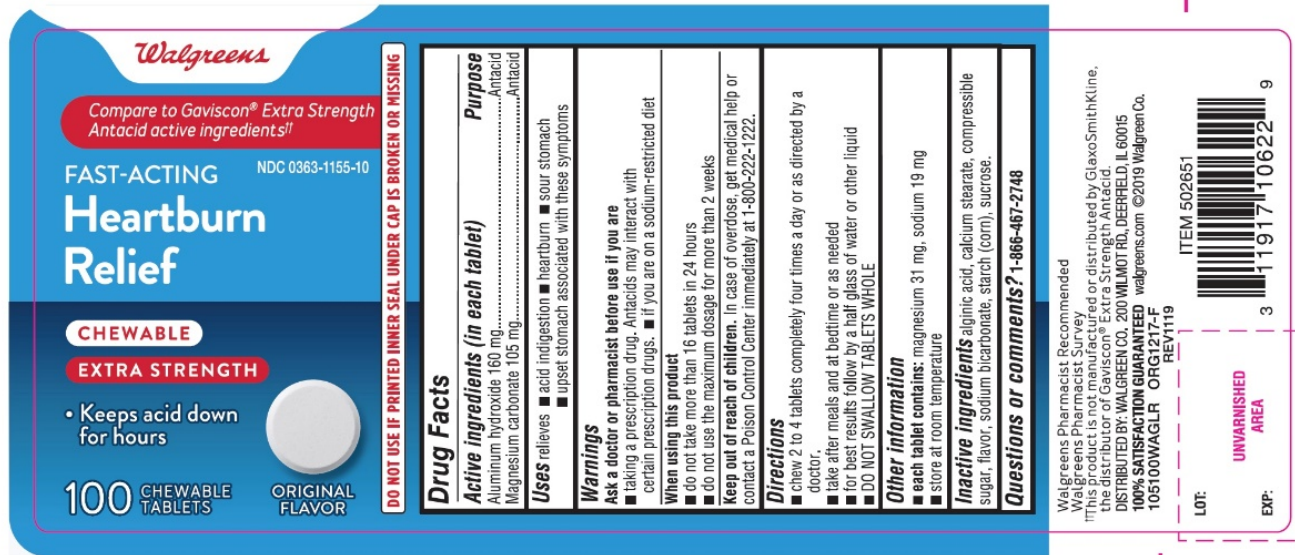 Walgreens
Compare to Gaviscon® Extra Strength
Antacid active ingredients††
FAST-ACTING
NDC 0363-1155-10
Heartburn
Relief
CHEWABLE
EXTRA STRENGTH
• Keeps acid down
for hours
100 CHEWABLE
TABLETS
ORIGINAL
FLAVOR
DO NOT USE IF PRINTED INNER SEAL UNDER CAP IS BROKEN OR MISSING
Drug Facts
Active ingredients (in each tablet) Purpose
Aluminum hydroxide 160 mg..........Antacid
Magnesium carbonate 105 mg..........Antacid
Uses relieves ■ acid indigestion ■ heartburn ■ sour stomach
■ upset stomach associated with these symptoms
Warnings
Ask a doctor or pharmacist before use if you are
■ taking a prescription drug. Antacids may interact with
certain prescription drugs. ■ if you are on a sodium-restricted diet
When using this product
■ do not take more than 16 tablets in 24 hours
■ do not use the maximum dosage for more than 2 weeks
Keep out of reach of children. In case of overdose, get medical help or
contact a Poison Control Center immediately at 1-800-222-1222.
Directions
■ chew 2 to 4 tablets completely four times a day or as directed by a
doctor.
■ take after meals and at bedtime or as needed
■ for best results follow by a half glass of water or other liquid
■ DO NOT SWALLOW TABLETS WHOLE
Other information
■ each tablet contains: magnesium 31 mg, sodium 19 mg
■ store at room temperature
Inactive ingredients alginic acid, calcium stearate, compressible
sugar, flavor, sodium bicarbonate, starch (corn), sucrose.
Questions or comments? 1-866-467-2748
Walgreens Pharmacist Recommended
Walgreens Pharmacist Survey
††This product is not manufactured or distributed by GlaxoSmithKline,
the distributor of Gaviscon® Extra Strength Antacid.
DISTRIBUTED BY: WALGREEN CO, 200 WILMOT RD, DEERFIELD, IL 60015
100% SATISFACTION GUARANTEED walgreens.com ©2019 Walgreen Co.
105100WAGLR ORG1217-F
REV1119
ITEM 502651
3 11917 10622 9
UNVARNISHED
AREA
LOT:
EXP: